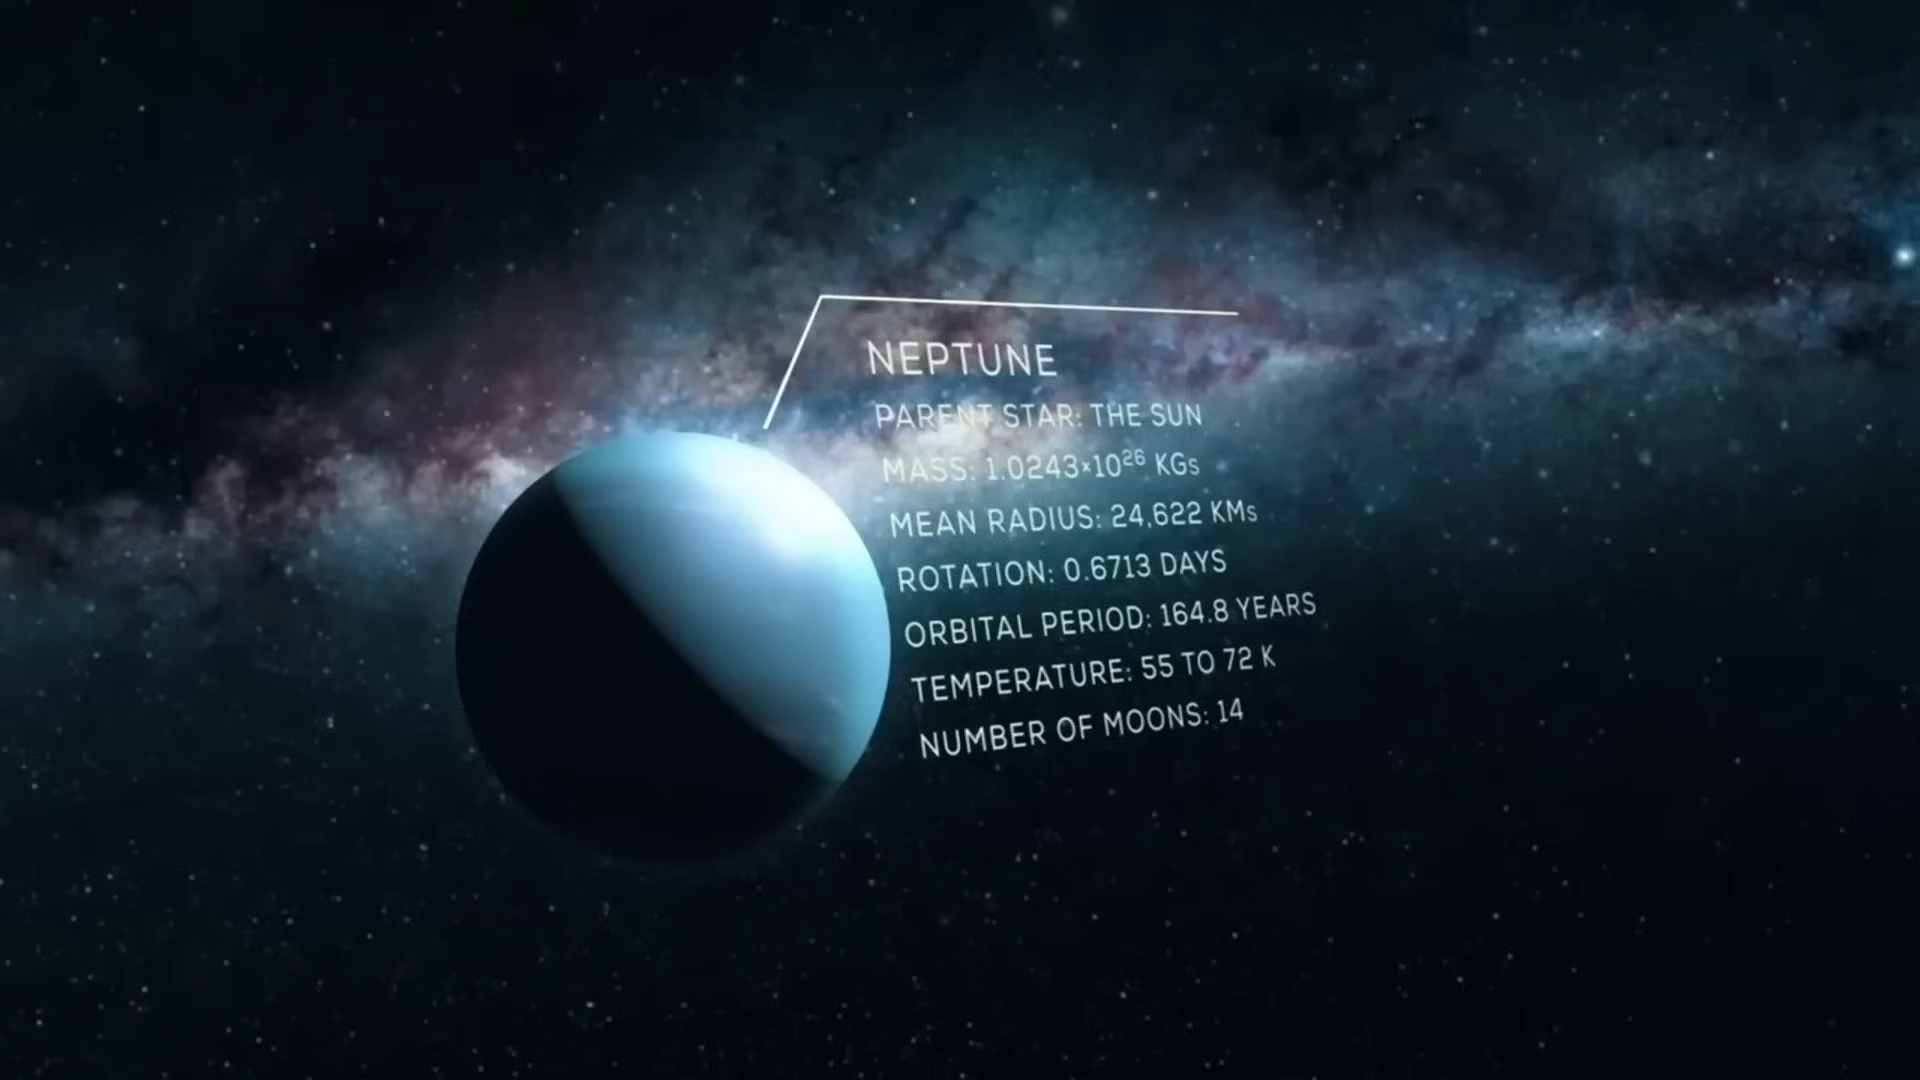 NEPTUNE
PARENT STAR: THE SUN
MASS: 1.0243×10²⁶ KGs
MEAN RADIUS: 24,622 KMs
ROTATION: 0.6713 DAYS
ORBITAL PERIOD: 164.8 YEARS
TEMPERATURE: 55 TO 72 K
NUMBER OF MOONS: 14